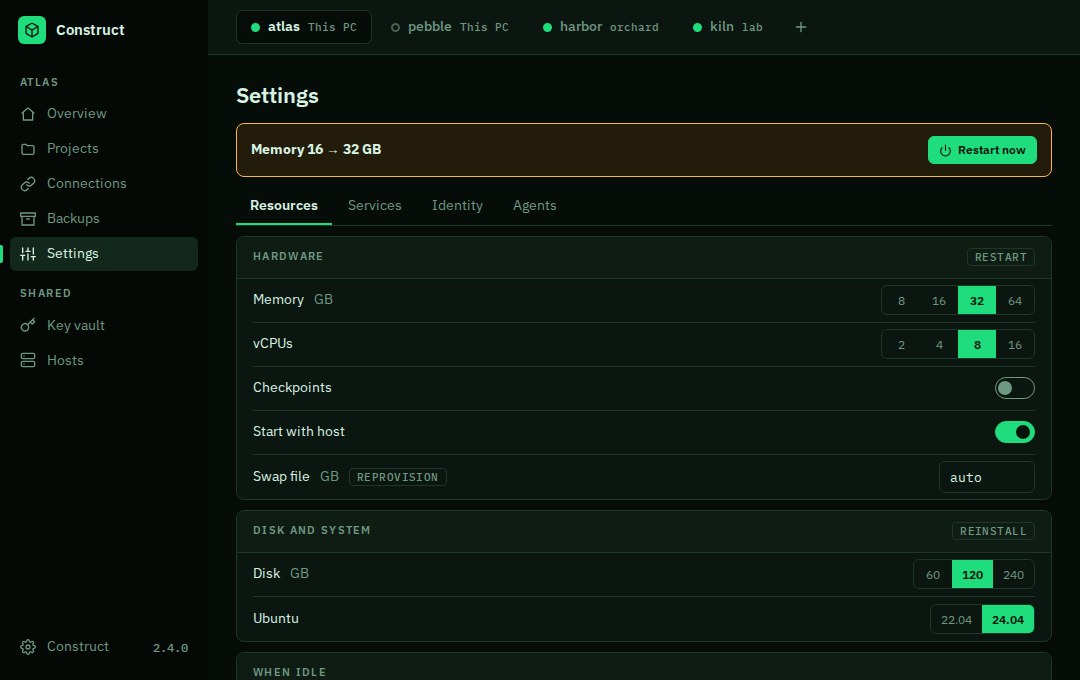 Construct
ATLAS
Overview
Projects
Connections
Backups
Settings
SHARED
Key vault
Hosts
Construct 2.4.0
atlas This PC
pebble This PC
harbor orchard
kiln lab
+
Settings
Memory 16 → 32 GB
Restart now
Resources Services Identity Agents
HARDWARE RESTART
Memory GB 8 16 32 64
vCPUs 2 4 8 16
Checkpoints
Start with host
Swap file GB REPROVISION auto
DISK AND SYSTEM REINSTALL
Disk GB 60 120 240
Ubuntu 22.04 24.04
WHEN IDLE